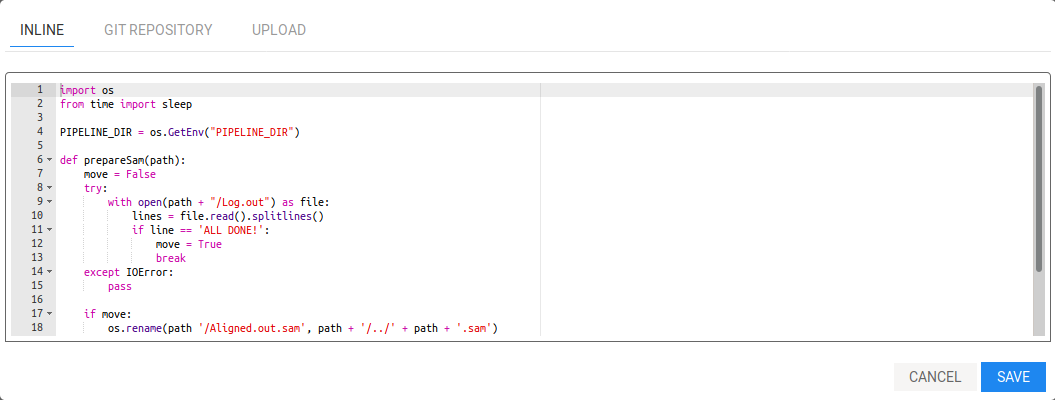 INLINE GIT REPOSITORY UPLOAD
1 import os
2 from time import sleep
3
4 PIPELINE_DIR = os.GetEnv("PIPELINE_DIR")
5
6 def prepareSam(path):
7     move = False
8     try:
9         with open(path + "/Log.out") as file:
10             lines = file.read().splitlines()
11             if line == 'ALL DONE!':
12                 move = True
13                 break
14     except IOError:
15         pass
16
17     if move:
18         os.rename(path '/Aligned.out.sam', path + '/../' + path + '.sam')
CANCEL SAVE